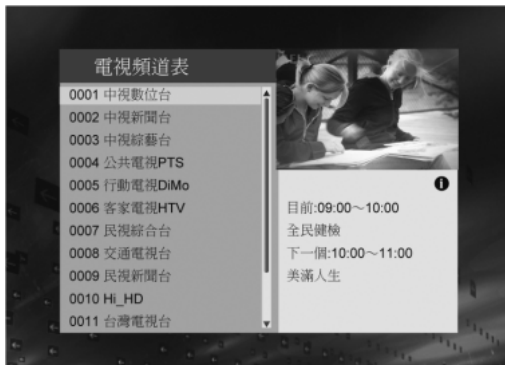 電視頻道表
0001 中視數位台
0002 中視新聞台
0003 中視綜藝台
0004 公共電視PTS
0005 行動電視DiMo
0006 客家電視HTV
0007 民視綜合台
0008 交通電視台
0009 民視新聞台
0010 Hi_HD
0011 台灣電視台
目前:09:00～10:00
全民健檢
下一個:10:00～11:00
美滿人生